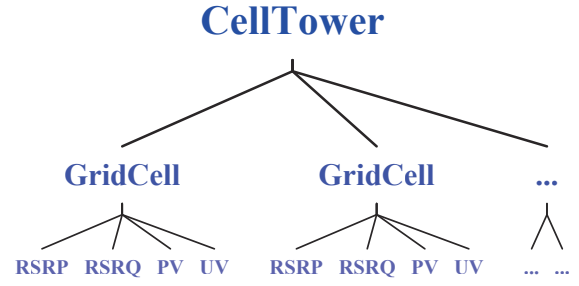 CellTower
GridCell GridCell ...
RSRP RSRQ PV UV RSRP RSRQ PV UV ... ...